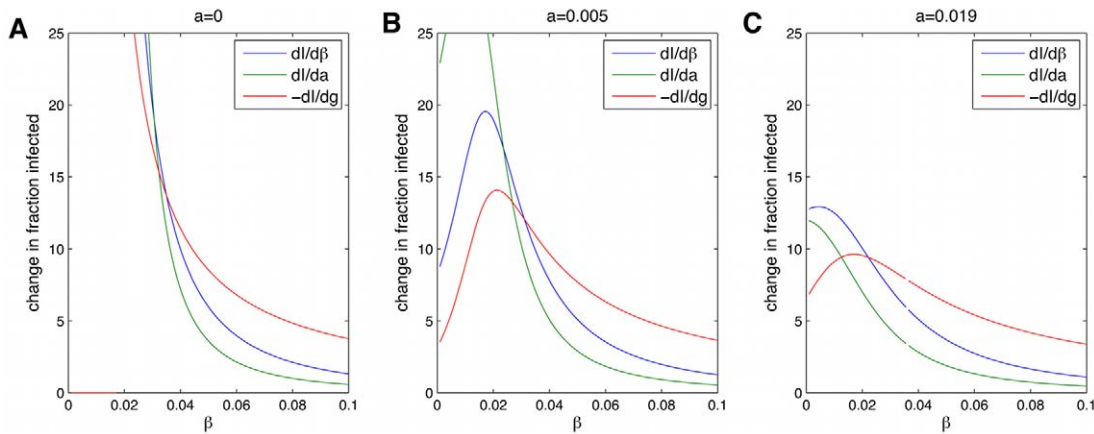 A
a=0
25
20
15
10
5
0
change in fraction infected
0
0.02
0.04
0.06
0.08
0.1
β
dI/dβ
dI/da
−dI/dg
B
a=0.005
25
20
15
10
5
0
change in fraction infected
0
0.02
0.04
0.06
0.08
0.1
β
dI/dβ
dI/da
−dI/dg
C
a=0.019
25
20
15
10
5
0
change in fraction infected
0
0.02
0.04
0.06
0.08
0.1
β
dI/dβ
dI/da
−dI/dg